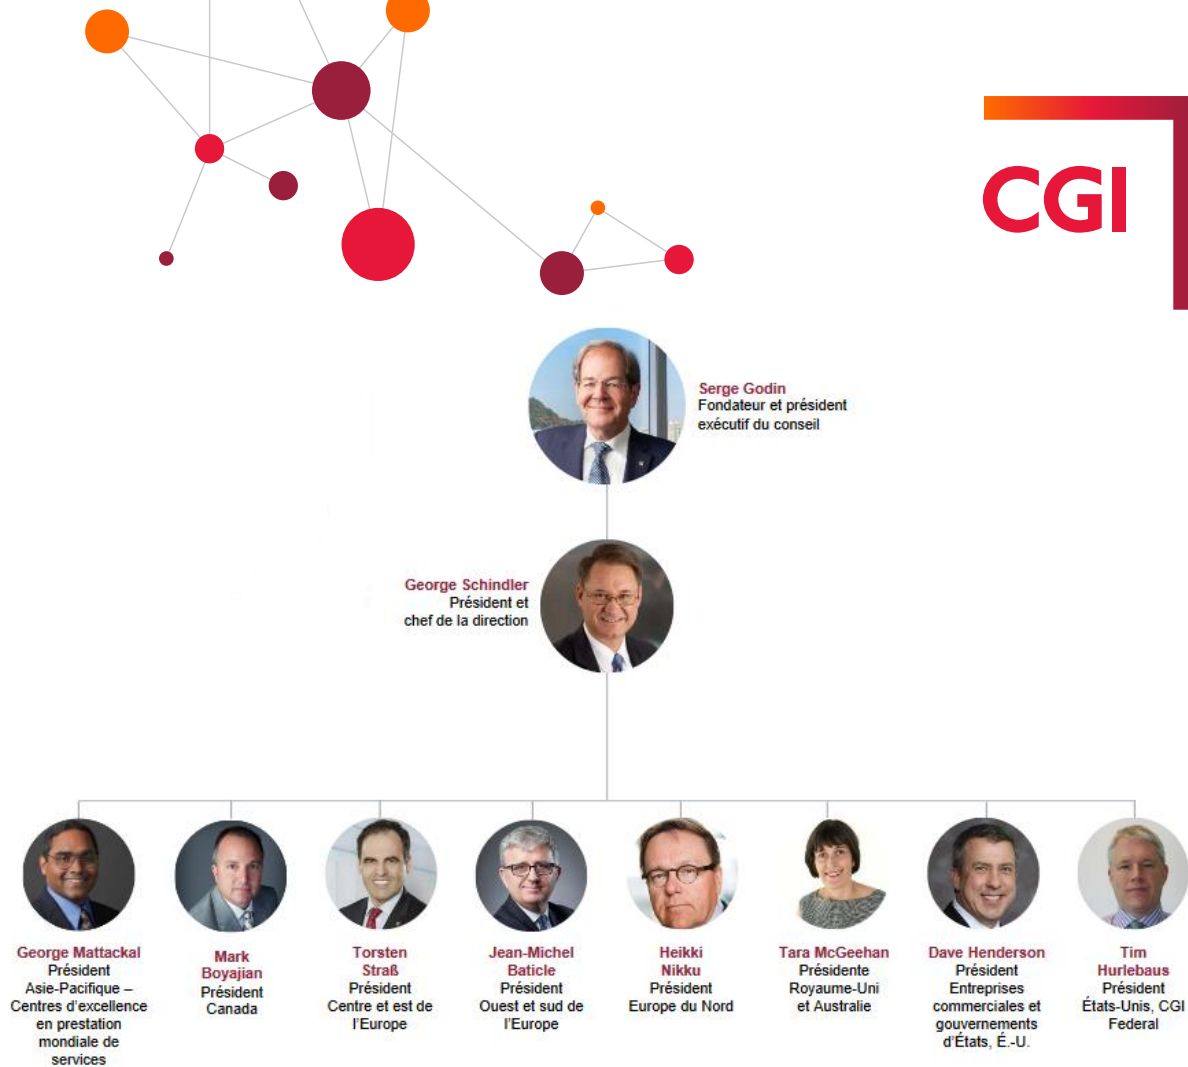 CGI
Serge Godin
Fondateur et président
exécutif du conseil
George Schindler
Président et
chef de la direction
George Mattackal
Président
Asie-Pacifique –
Centres d'excellence
en prestation
mondiale de
services
Mark
Boyajian
Président
Canada
Torsten
Straß
Président
Centre et est de
l'Europe
Jean-Michel
Baticle
Président
Ouest et sud de
l'Europe
Heikki
Nikku
Président
Europe du Nord
Tara McGeehan
Présidente
Royaume-Uni
et Australie
Dave Henderson
Président
Entreprises
commerciales et
gouvernements
d'États, É.-U.
Tim
Hurlebaus
Président
États-Unis, CGI
Federal